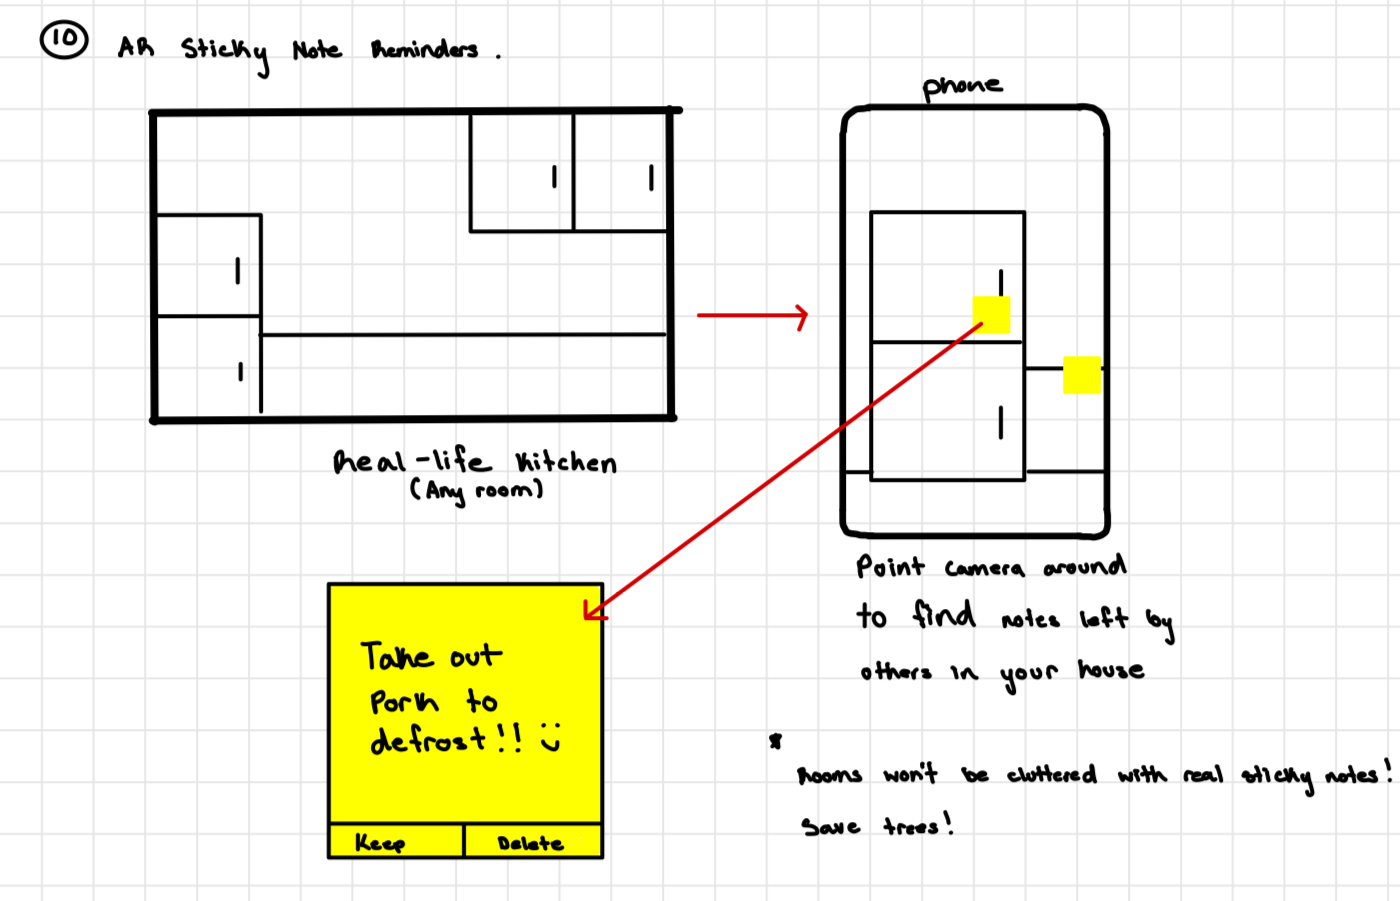 10 AR Sticky Note Reminders.
phone
Real-life Kitchen
(Any room)
Point camera around
to find notes left by
others in your house
Take out
Pork to
defrost!! :)
Keep Delete
* Rooms won't be cluttered with real sticky notes!
Save trees!